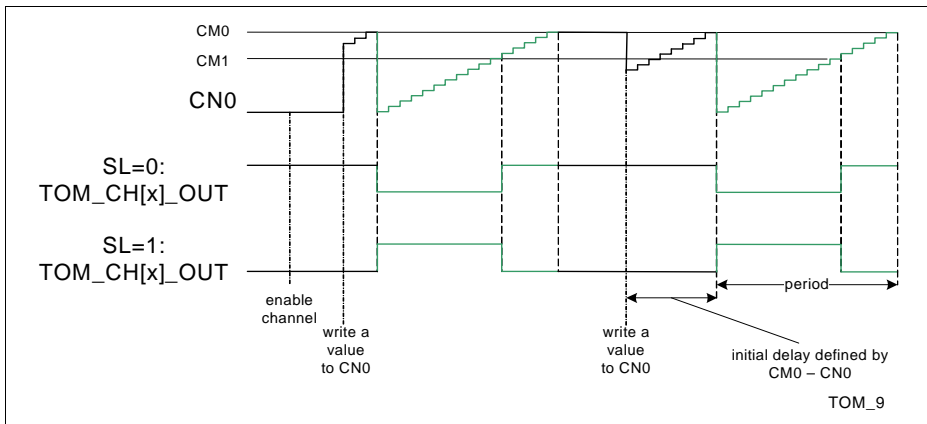 CM0
CM1
CN0
SL=0:
TOM_CH[x]_OUT
SL=1:
TOM_CH[x]_OUT
enable
channel
write a
value
to CN0
write a
value
to CN0
period
initial delay defined by
CM0 – CN0
TOM_9